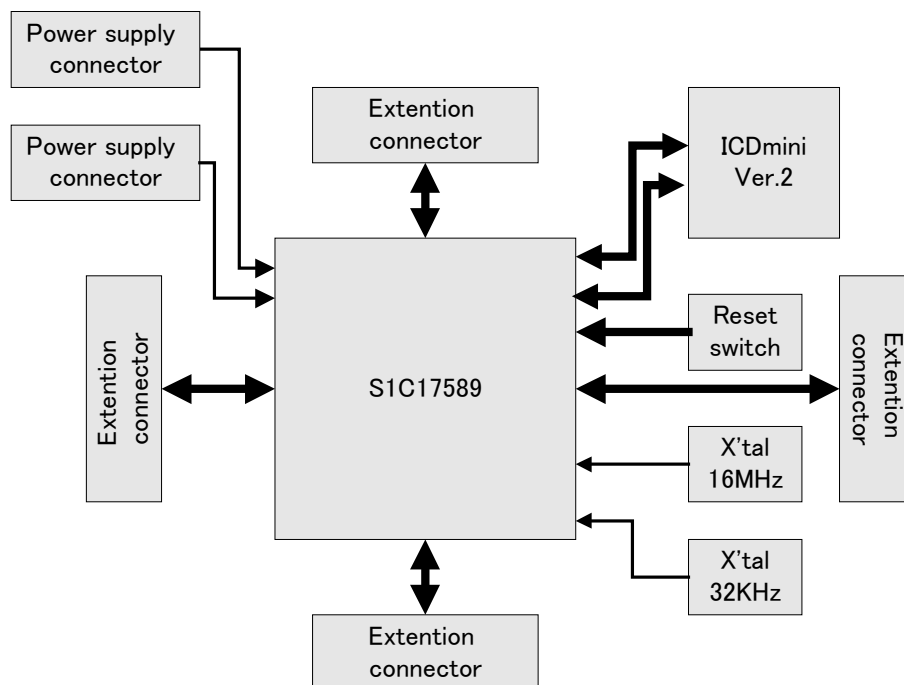 Power supply
connector
Extention
connector
Power supply
connector
ICDmini
Ver.2
Extention
connector
S1C17589
Reset
switch
Extention
connector
X'tal
16MHz
X'tal
32KHz
Extention
connector